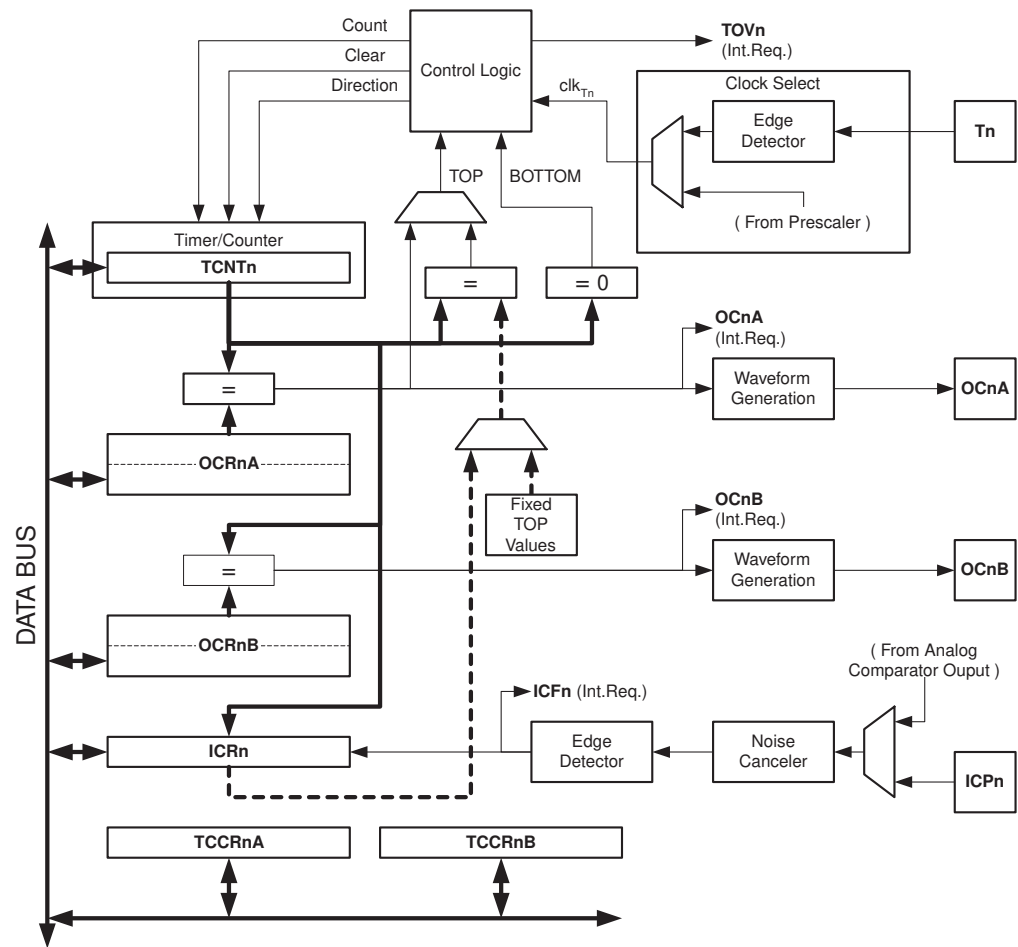 Count
Clear
Direction
Control Logic
TOVn
(Int.Req.)
clkTn
Clock Select
Edge
Detector
Tn
( From Prescaler )
TOP
BOTTOM
Timer/Counter
TCNTn
=
= 0
OCnA
(Int.Req.)
=
Waveform
Generation
OCnA
OCRnA
Fixed
TOP
Values
OCnB
(Int.Req.)
=
Waveform
Generation
OCnB
OCRnB
DATA BUS
( From Analog
Comparator Ouput )
ICFn (Int.Req.)
ICRn
Edge
Detector
Noise
Canceler
ICPn
TCCRnA
TCCRnB